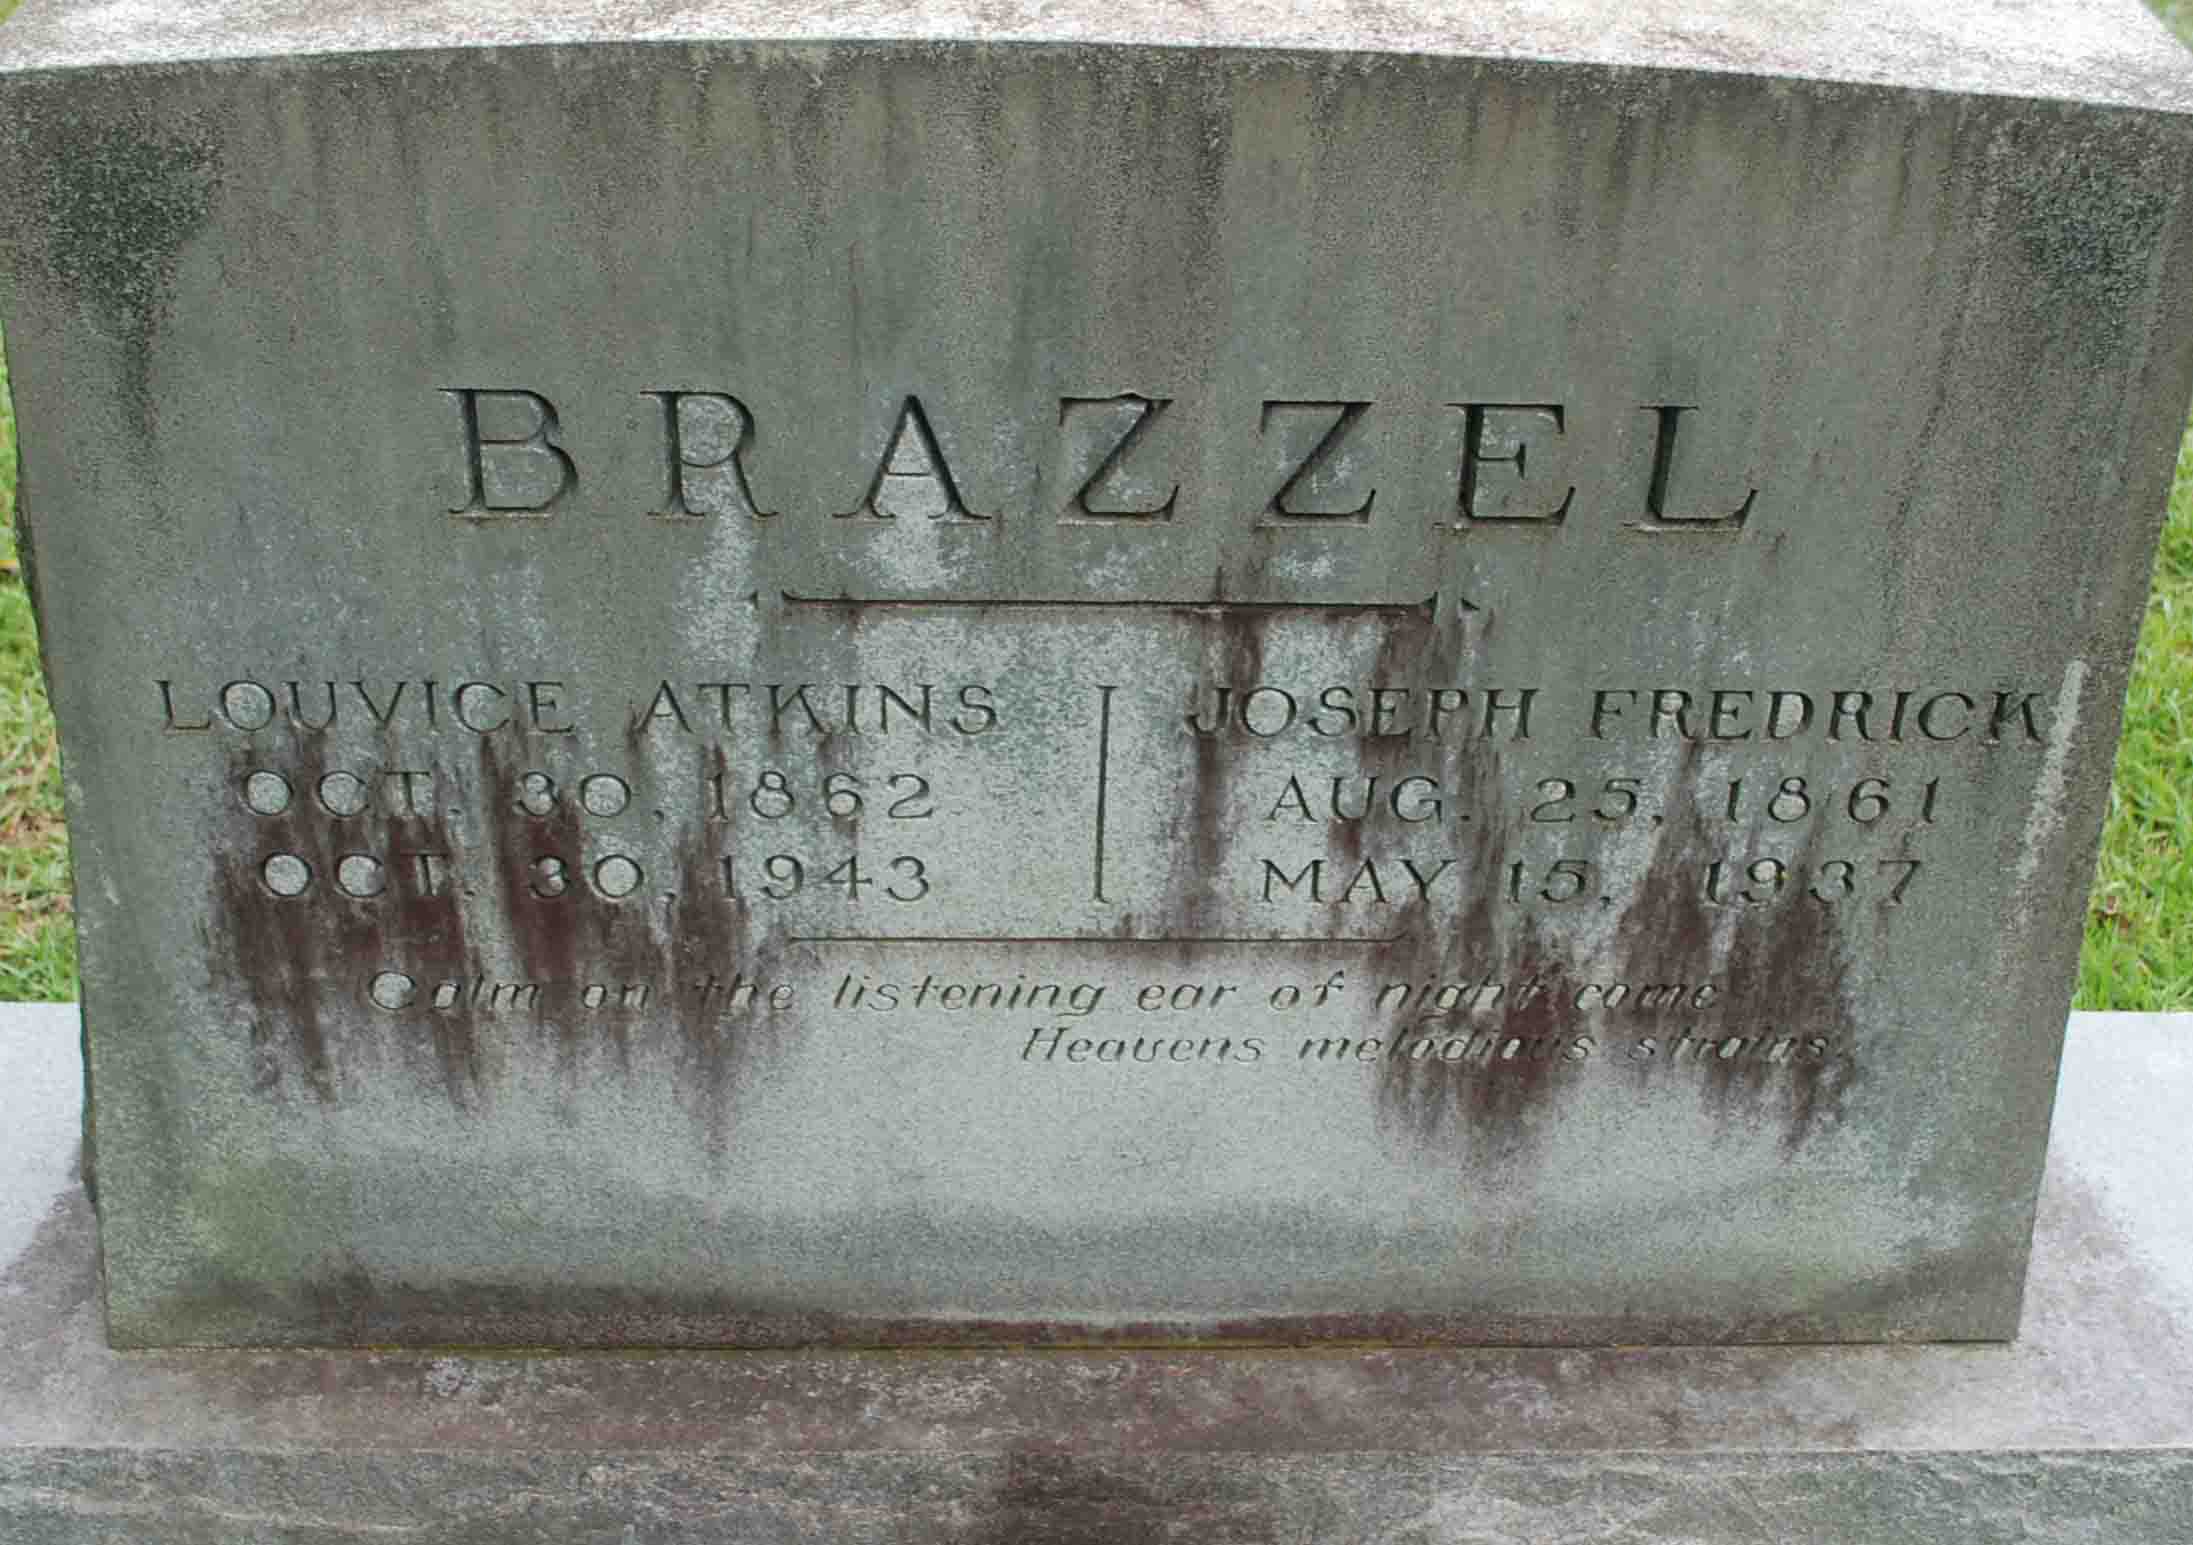 BRAZZEL
LOUVICE ATKINS
OCT. 30, 1862
OCT. 30, 1943
JOSEPH FREDRICK
AUG. 25, 1861
MAY 15, 1937
Calm on the listening ear of night come
Heavens melodious strains.